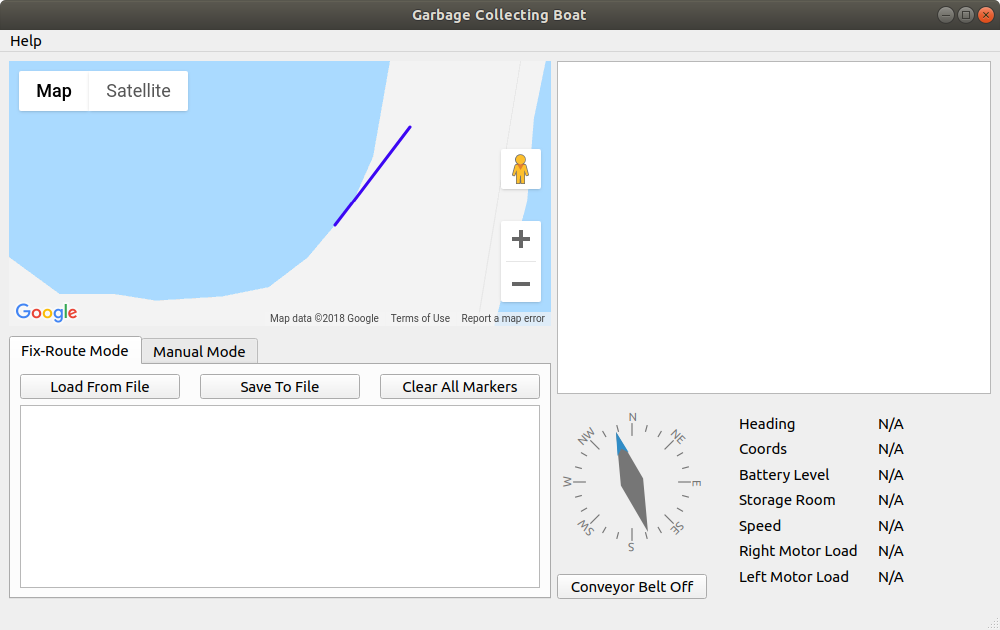 Garbage Collecting Boat
Help
Map Satellite
Google
Map data ©2018 Google Terms of Use Report a map error
Fix-Route Mode Manual Mode
Load From File Save To File Clear All Markers
N
NE
E
SE
S
SW
W
NW
Conveyor Belt Off
Heading N/A
Coords N/A
Battery Level N/A
Storage Room N/A
Speed N/A
Right Motor Load N/A
Left Motor Load N/A